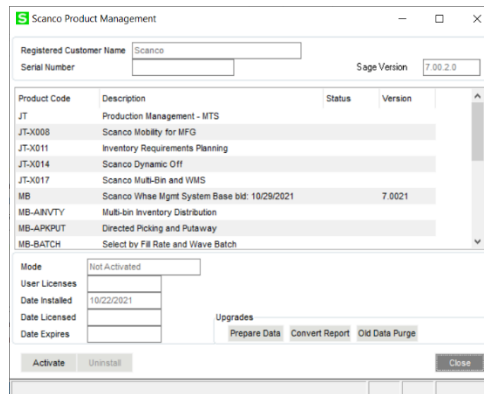 S Scanco Product Management
Registered Customer Name Scanco
Serial Number Sage Version 7.00.2.0
Product Code Description Status Version
JT Production Management - MTS
JT-X008 Scanco Mobility for MFG
JT-X011 Inventory Requirements Planning
JT-X014 Scanco Dynamic Off
JT-X017 Scanco Multi-Bin and WMS
MB Scanco Whse Mgmt System Base bld: 10/29/2021 7.0021
MB-AINVTY Multi-bin Inventory Distribution
MB-APKPUT Directed Picking and Putaway
MB-BATCH Select by Fill Rate and Wave Batch
Mode Not Activated
User Licenses
Date Installed 10/22/2021
Date Licensed Upgrades
Date Expires Prepare Data Convert Report Old Data Purge
Activate Uninstall Close